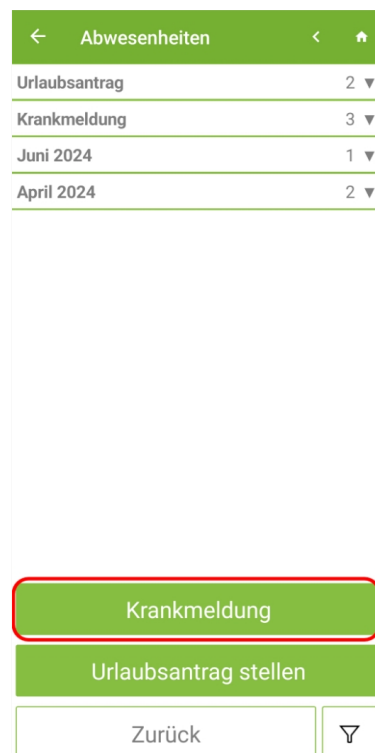 Abwesenheiten
Urlaubsantrag 2
Krankmeldung 3
Juni 2024 1
April 2024 2
Krankmeldung
Urlaubsantrag stellen
Zurück